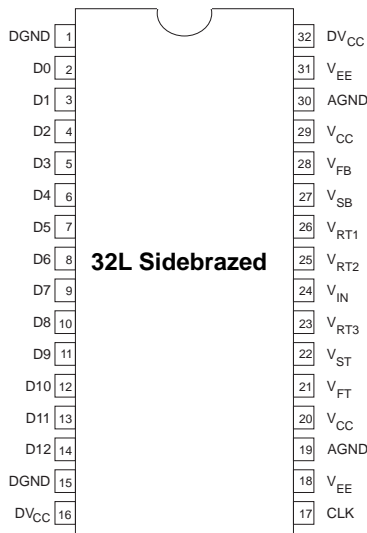 DGND 1 32 DVCC
D0 2 31 VEE
D1 3 30 AGND
D2 4 29 VCC
D3 5 28 VFB
D4 6 27 VSB
D5 7 26 VRT1
D6 8 25 VRT2
32L Sidebrazed
D7 9 24 VIN
D8 10 23 VRT3
D9 11 22 VST
D10 12 21 VFT
D11 13 20 VCC
D12 14 19 AGND
DGND 15 18 VEE
DVCC 16 17 CLK